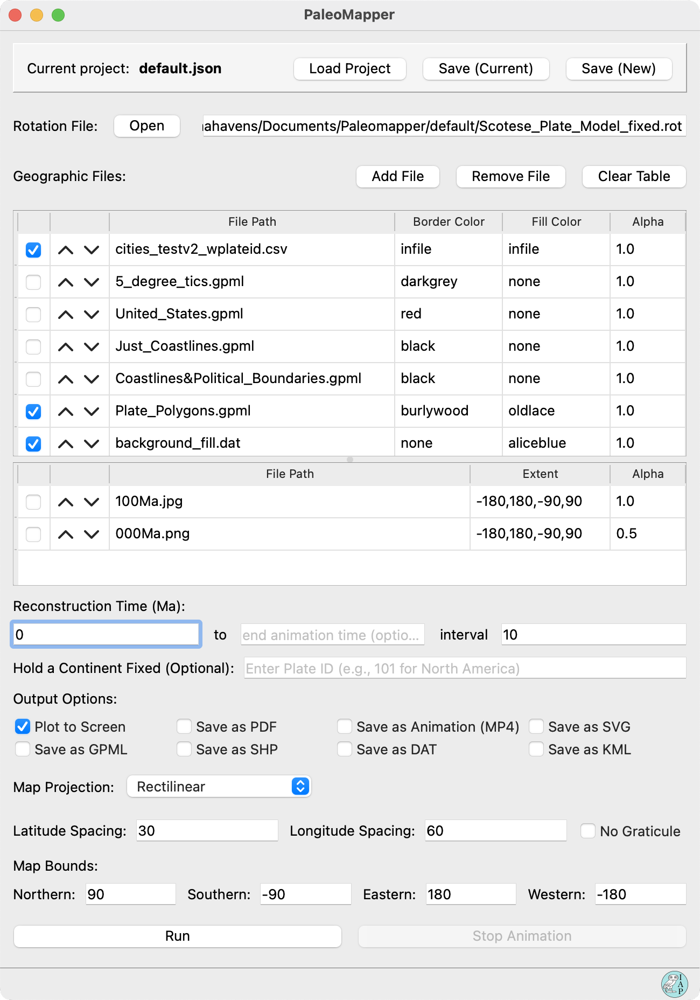 PaleoMapper
Current project: default.json Load Project Save (Current) Save (New)
Rotation File: Open ahavens/Documents/Paleomapper/default/Scotese_Plate_Model_fixed.rot
Geographic Files: Add File Remove File Clear Table
File Path Border Color Fill Color Alpha
cities_testv2_wplateid.csv infile infile 1.0
5_degree_tics.gpml darkgrey none 1.0
United_States.gpml red none 1.0
Just_Coastlines.gpml black none 1.0
Coastlines&Political_Boundaries.gpml black none 1.0
Plate_Polygons.gpml burlywood oldlace 1.0
background_fill.dat none aliceblue 1.0
File Path Extent Alpha
100Ma.jpg -180,180,-90,90 1.0
000Ma.png -180,180,-90,90 0.5
Reconstruction Time (Ma):
0 to end animation time (optio... interval 10
Hold a Continent Fixed (Optional): Enter Plate ID (e.g., 101 for North America)
Output Options:
Plot to Screen Save as PDF Save as Animation (MP4) Save as SVG
Save as GPML Save as SHP Save as DAT Save as KML
Map Projection: Rectilinear
Latitude Spacing: 30 Longitude Spacing: 60 No Graticule
Map Bounds:
Northern: 90 Southern: -90 Eastern: 180 Western: -180
Run Stop Animation
I
A
P